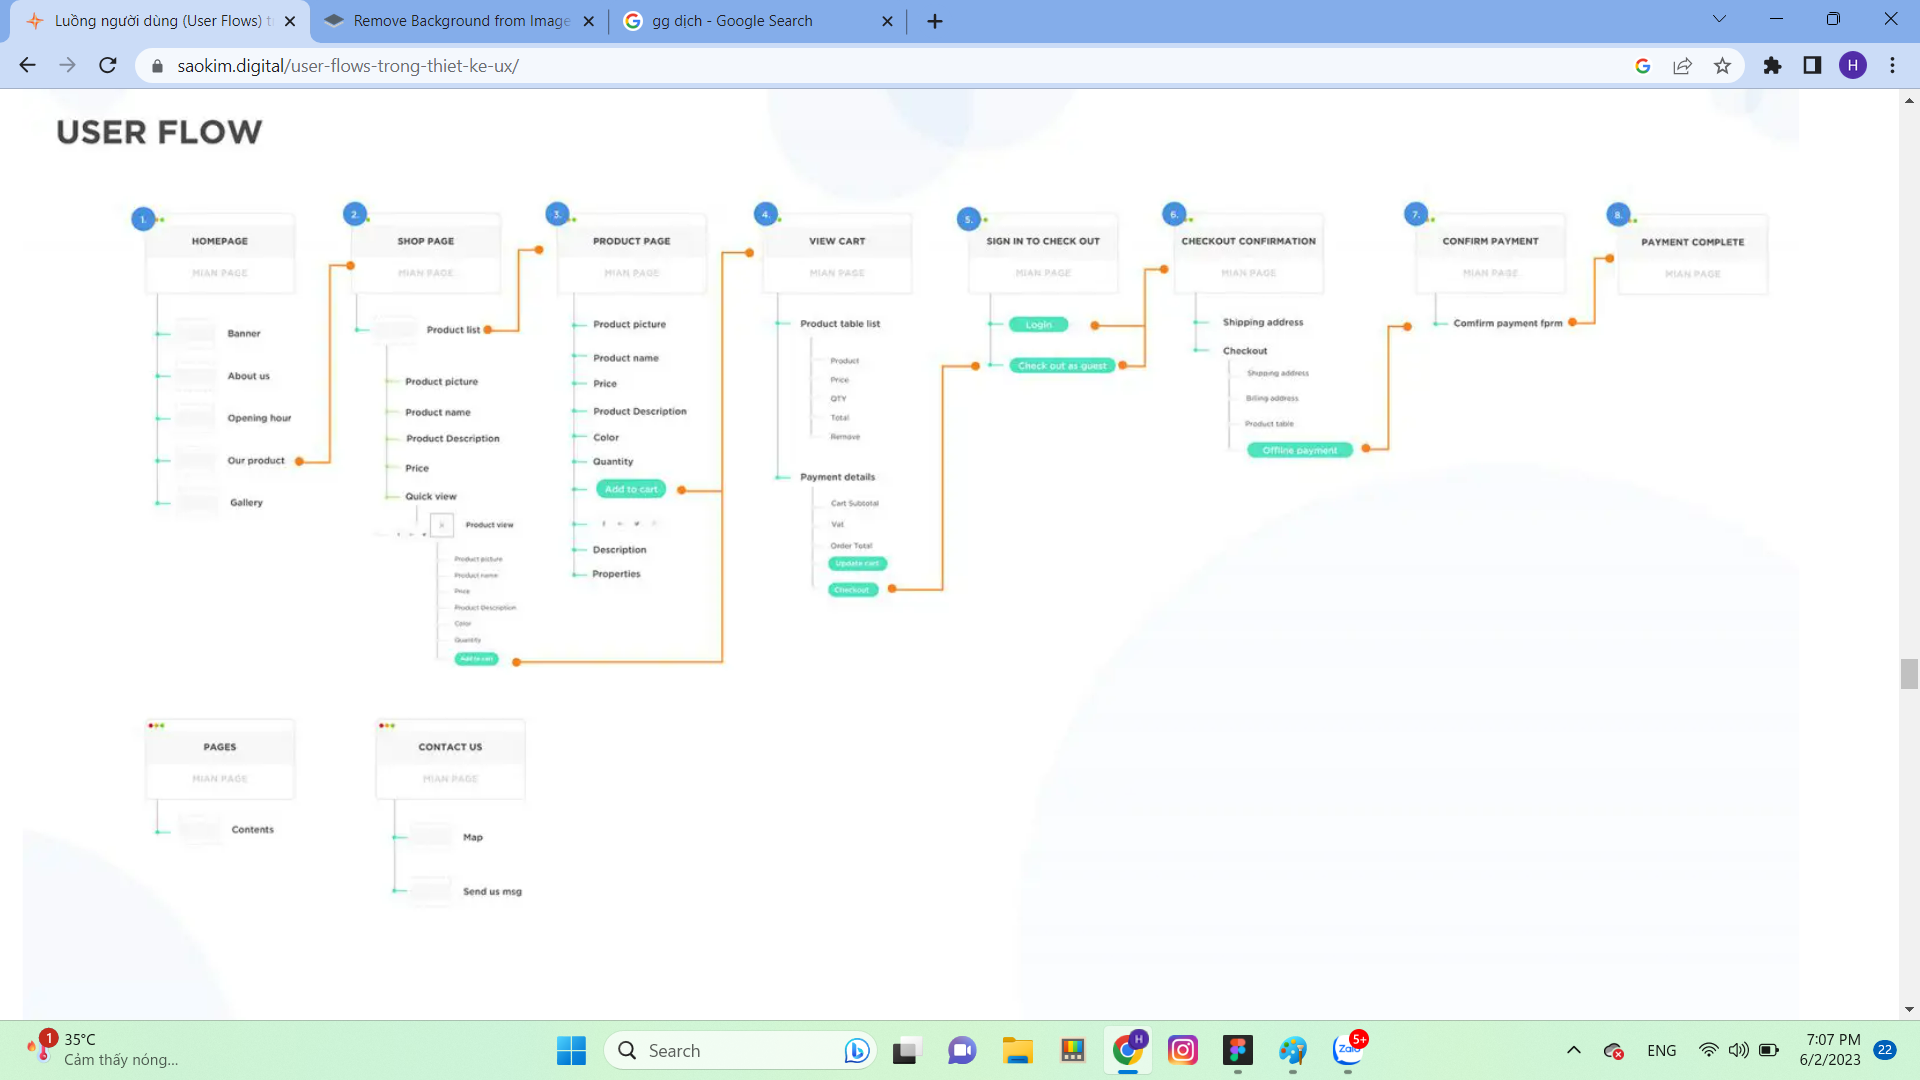 Luồng người dùng (User Flows) t
Remove Background from Image
gg dịch - Google Search
saokim.digital/user-flows-trong-thiet-ke-ux/
H
USER FLOW
1.
HOMEPAGE
MIAN PAGE
Banner
About us
Opening hour
Our product
Gallery
2.
SHOP PAGE
MIAN PAGE
Product list
Product picture
Product name
Product Description
Price
Quick view
Product view
Product picture
Product name
Price
Product Description
Color
Quantity
Add to cart
3.
PRODUCT PAGE
MIAN PAGE
Product picture
Product name
Price
Product Description
Color
Quantity
Add to cart
Description
Properties
4.
VIEW CART
MIAN PAGE
Product table list
Product
Price
QTY
Total
Remove
Payment details
Cart Subtotal
Vat
Order Total
Update cart
Checkout
5.
SIGN IN TO CHECK OUT
MIAN PAGE
Login
Check out as guest
6.
CHECKOUT CONFIRMATION
MIAN PAGE
Shipping address
Checkout
Shipping address
Billing address
Product table
Offline payment
7.
CONFIRM PAYMENT
MIAN PAGE
Comfirm payment fprm
8.
PAYMENT COMPLETE
MIAN PAGE
PAGES
MIAN PAGE
Contents
CONTACT US
MIAN PAGE
Map
Send us msg
1
35°C
Cảm thấy nóng...
Search
H
Zalo
5+
ENG
7:07 PM
6/2/2023
22